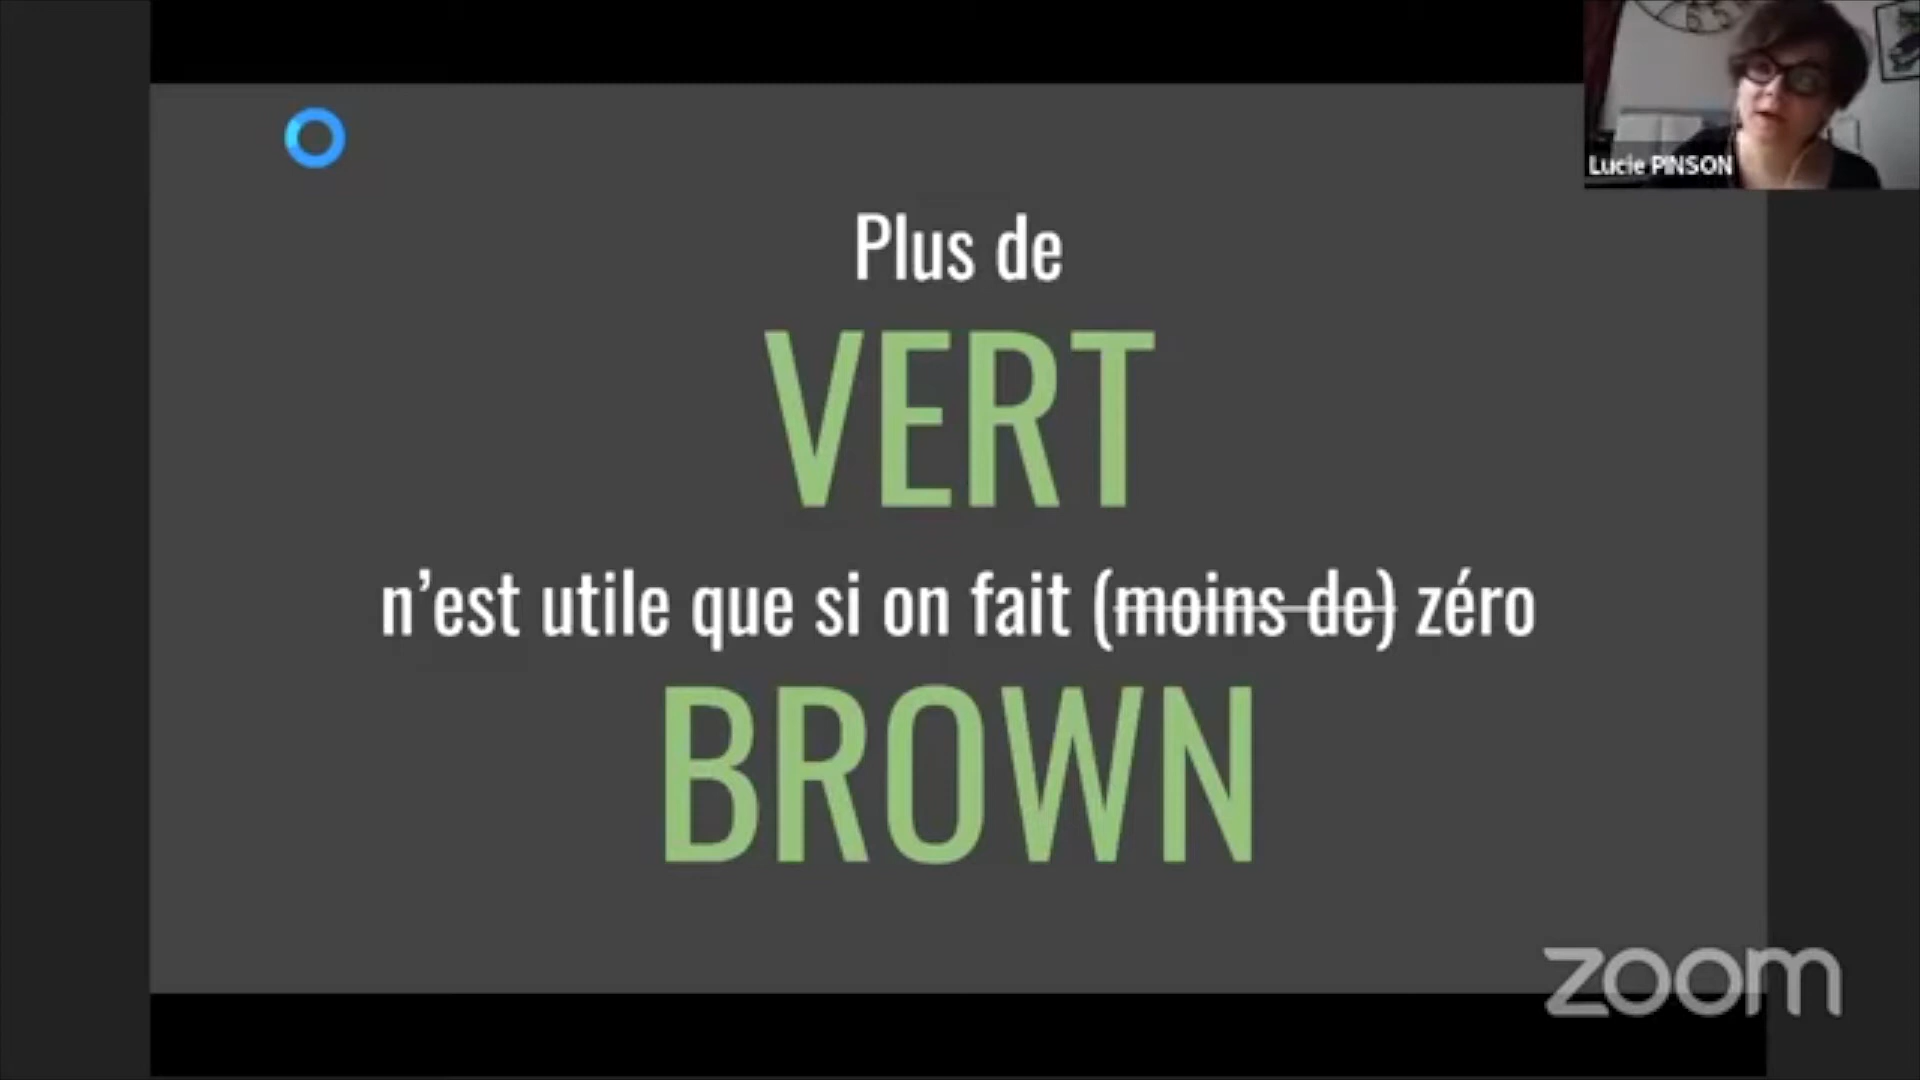 Lucie PINSON
Plus de
VERT
n’est utile que si on fait (moins de) zéro
BROWN
zoom